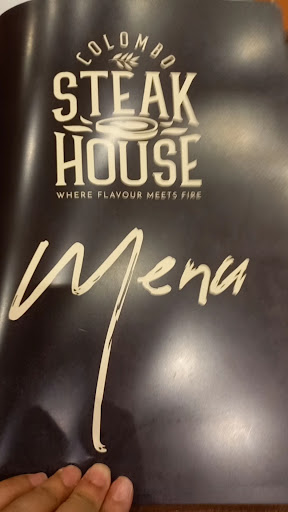 COLOMBO
STEAK
HOUSE
WHERE FLAVOUR MEETS FIRE
Menu